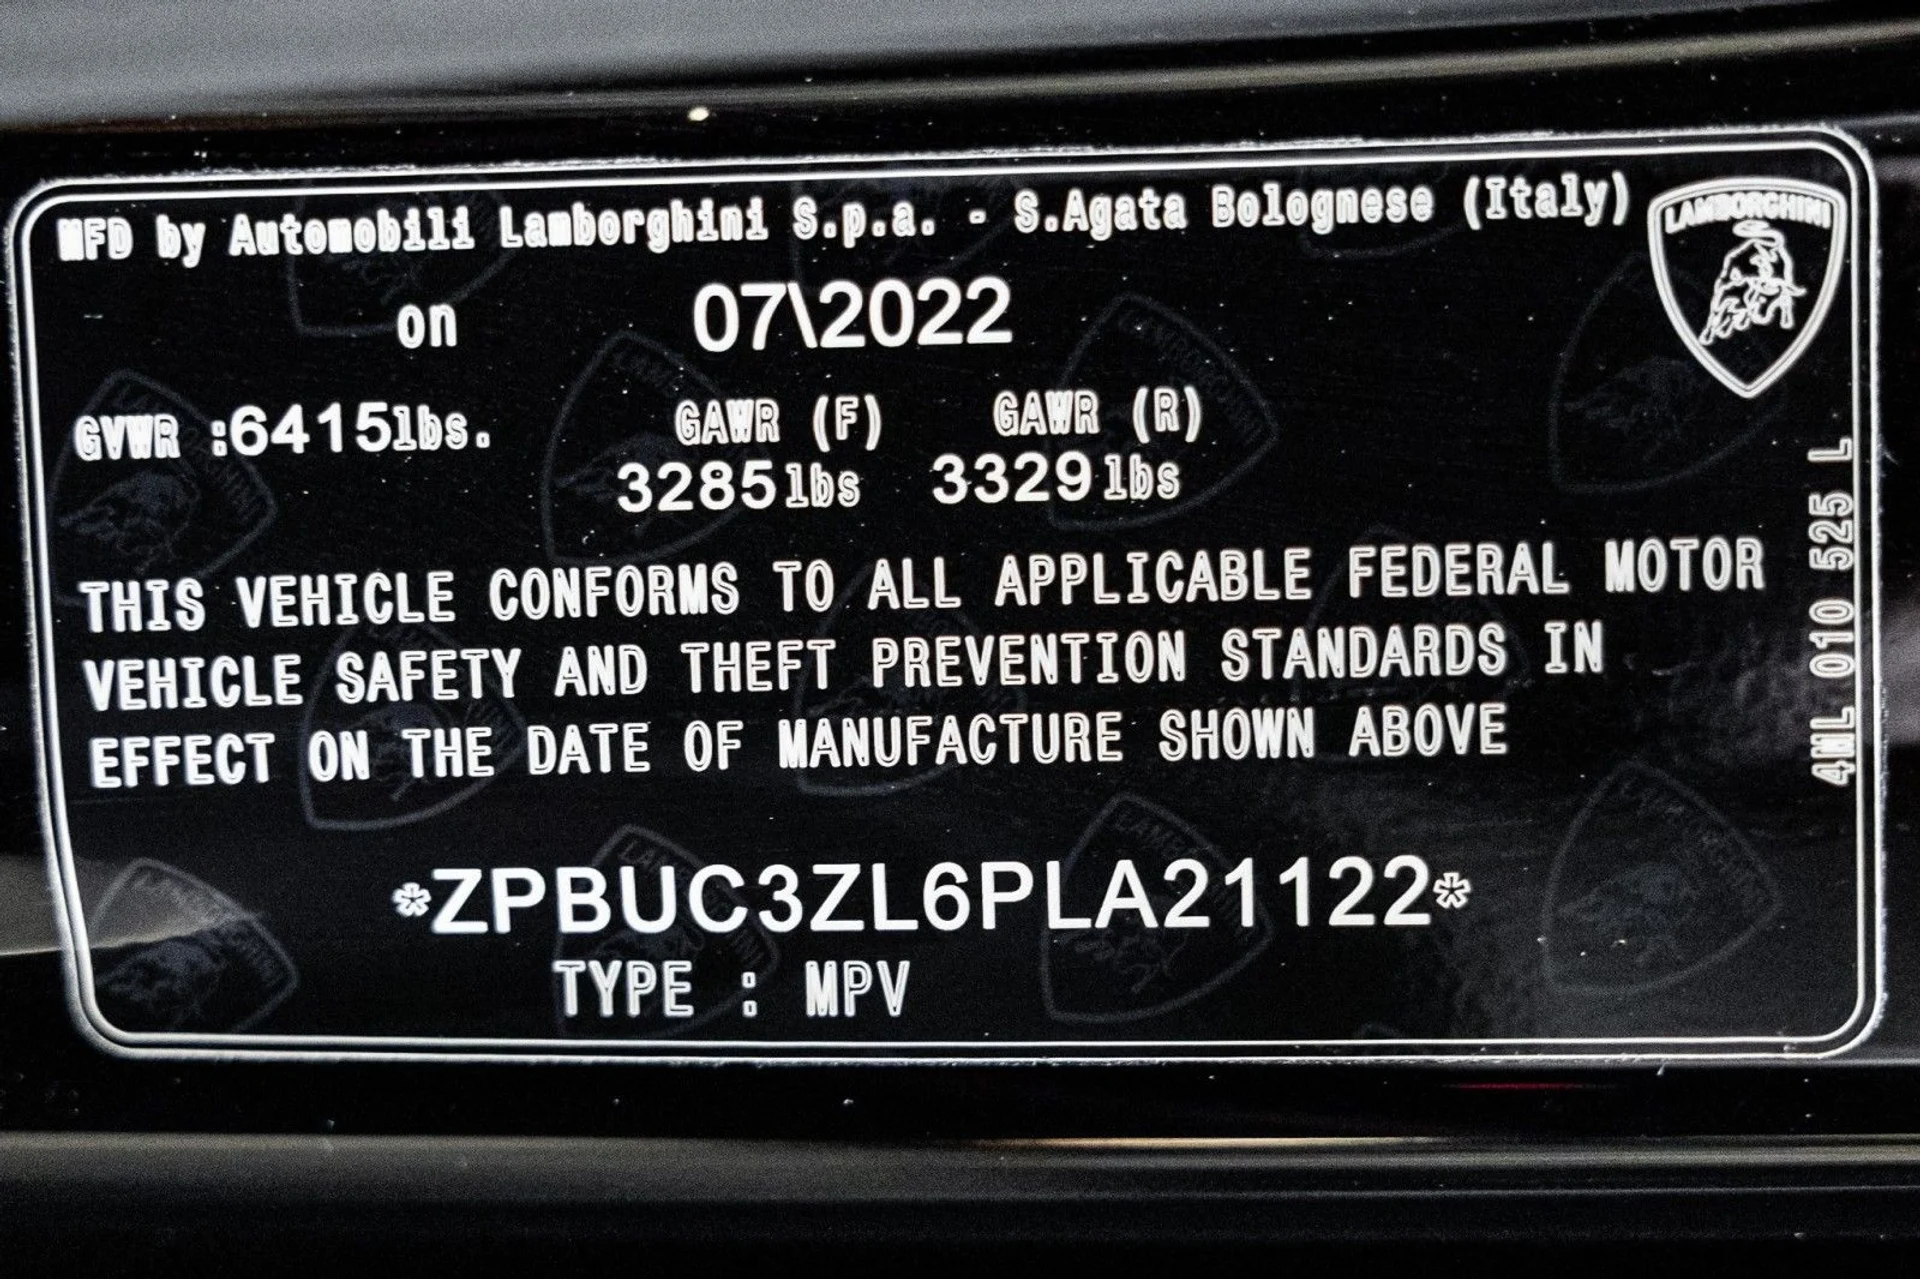 MFD by Automobili Lamborghini S.p.a. - S.Agata Bolognese (Italy)
LAMBORGHINI
on 07\2022
GVWR :6415lbs. GAWR (F) GAWR (R)
3285lbs 3329lbs
THIS VEHICLE CONFORMS TO ALL APPLICABLE FEDERAL MOTOR
VEHICLE SAFETY AND THEFT PREVENTION STANDARDS IN
EFFECT ON THE DATE OF MANUFACTURE SHOWN ABOVE
*ZPBUC3ZL6PLA21122*
TYPE : MPV
4ML 010 525 L